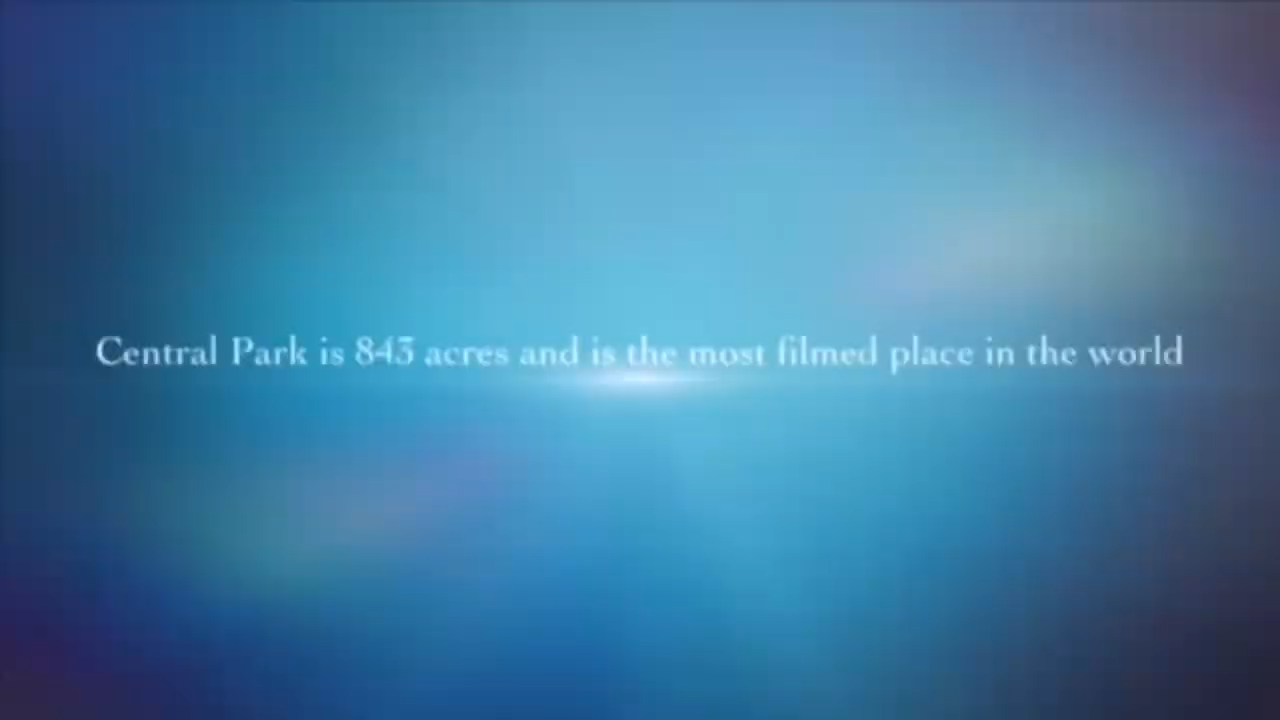 Central Park is 843 acres and is the most filmed place in the world